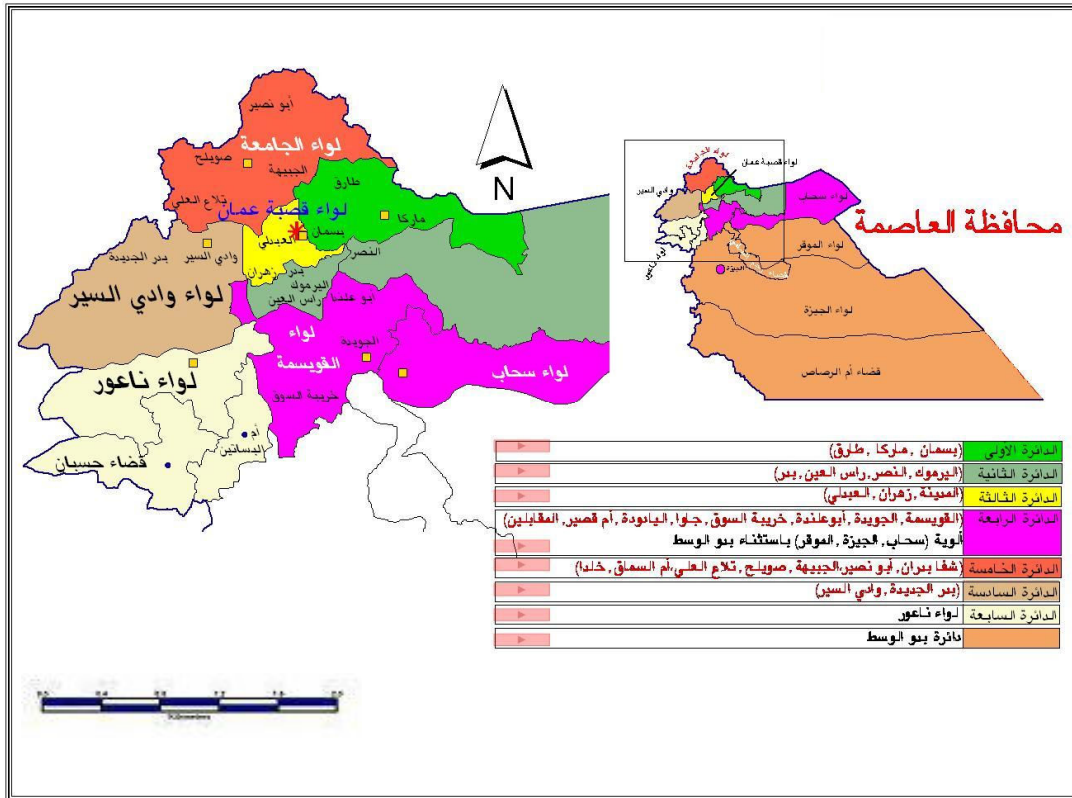 محافظة العاصمة
لواء الجامعة
لواء قصبة عمان
وادي السير
لواء سحاب
لواء الموقر
لواء ناعور
الجيزة
لواء الجيزة
قضاء أم الرصاص
N
أبو نصير
لواء الجامعة
صويلح
الجبيهة
طارق
تلاع العلي
لواء قصبة عمان
ماركا
بسمان
العبدلي
النصر
بدر الجديدة
وادي السير
زهران
بدر
اليرموك
راس العين
أبو علندا
لواء وادي السير
لواء
القويسمة
الجويده
لواء سحاب
لواء ناعور
خريبة السوق
أم
البساتين
قضاء حسبان
الدائرة الاولى (بسمان , ماركا , طارق)
الدائرة الثانية (اليرموك, النصر, راس العين, بدر)
الدائرة الثالثة (المدينة, زهران, العبدلي)
الدائرة الرابعة (القويسمة, الجويدة, أبوعلندة, خريبة السوق, جاوا, اليادودة, أم قصير, المقابلين)
ألوية (سحاب, الجيزة, الموقر) باستثناء بدو الوسط
الدائرة الخامسة (شفا بدران, أبو نصير,الجبيهة, صويلح, تلاع العلي,أم السماق, خلدا)
الدائرة السادسة (بدر الجديدة, وادي السير)
الدائرة السابعة لواء ناعور
دائرة بدو الوسط
Kilometers